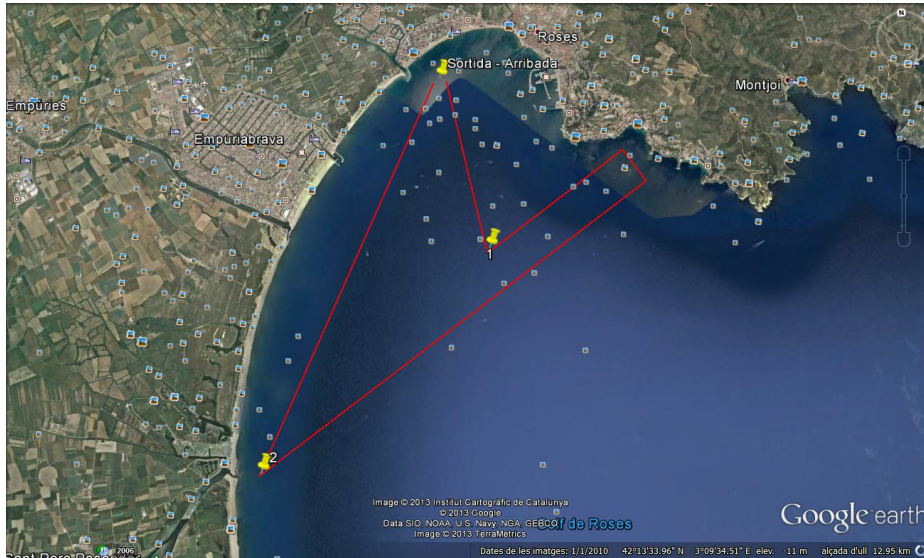 Roses
Sortida - Arribada
Montjoi
Empuries
Empuriabrava
1
2
Image © 2013 Institut Cartogràfic de Catalunya
© 2013 Google
Data SIO, NOAA, U.S. Navy, NGA, GEBCO
Image © 2013 TerraMetrics
Golf de Roses
Google earth
2006
Dates de les imatges: 1/1/2010 42°13'33.96" N 3°09'34.51" E elev. -11 m alçada d'ull 12.95 km